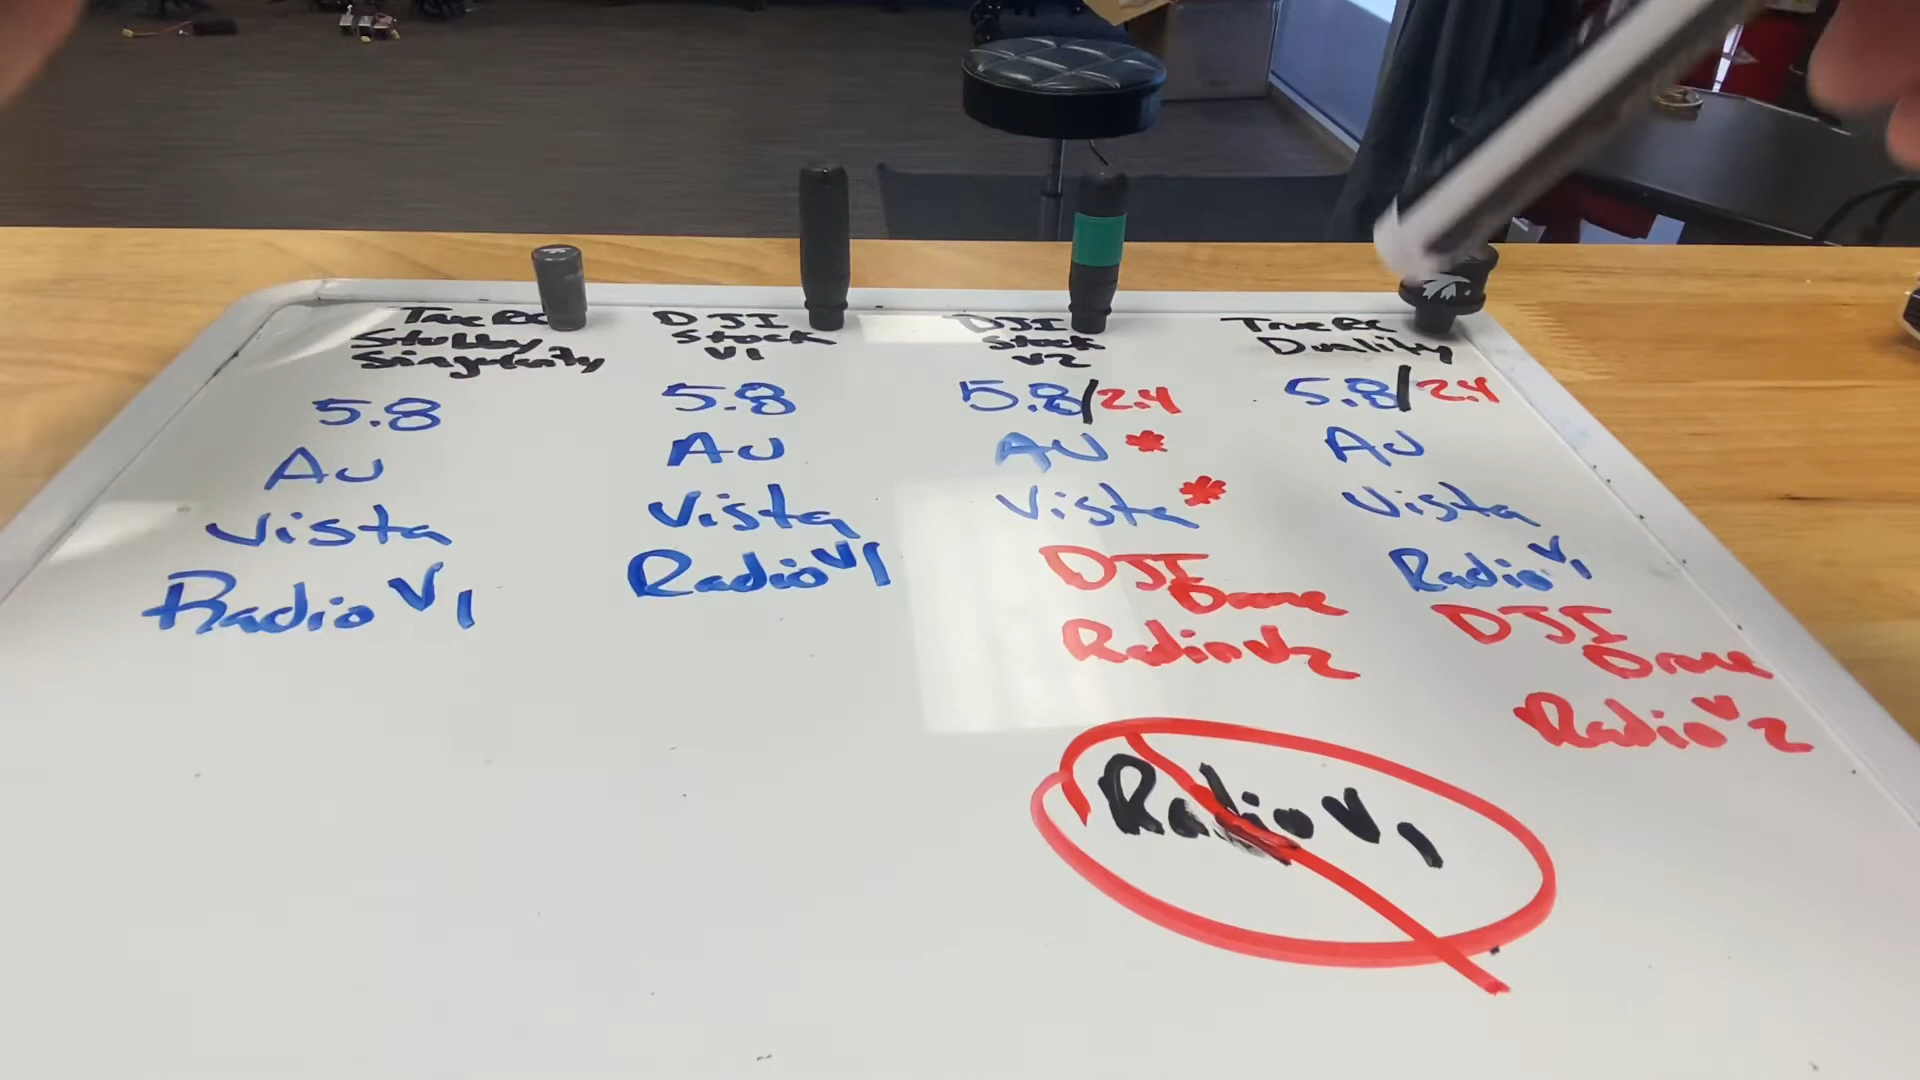 TrueRC
Stubby
Singularity
5.8
AU
Vista
Radio V1
DJI
Stock
V1
5.8
AU
Vista
Radio V1
DJI
Stock
V2
5.8/2.4
AU *
Vista *
DJI
Drone
Radio V2
Radio V1
TrueRC
Duality
5.8/2.4
AU
Vista
Radio V1
DJI
Drone
Radio V2